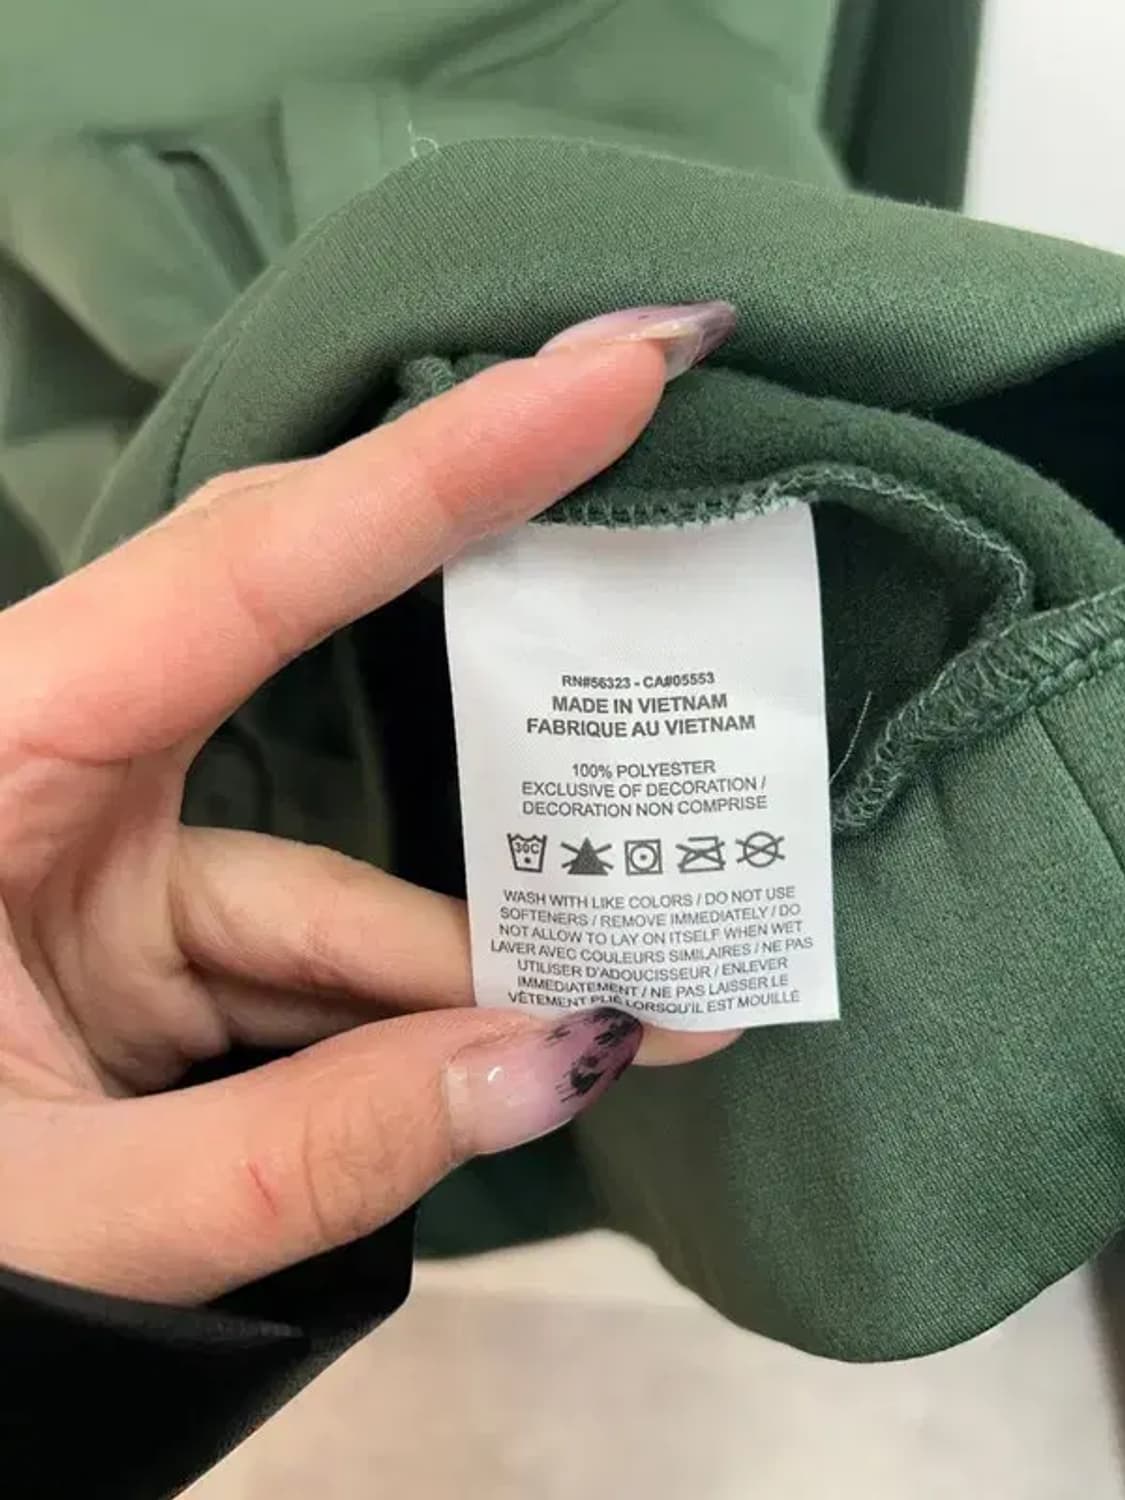 RN#56323 - CA#05553
MADE IN VIETNAM
FABRIQUE AU VIETNAM
100% POLYESTER
EXCLUSIVE OF DECORATION /
DECORATION NON COMPRISE
30C
WASH WITH LIKE COLORS / DO NOT USE
SOFTENERS / REMOVE IMMEDIATELY / DO
NOT ALLOW TO LAY ON ITSELF WHEN WET
LAVER AVEC COULEURS SIMILAIRES / NE PAS
UTILISER D'ADOUCISSEUR / ENLEVER
IMMEDIATEMENT / NE PAS LAISSER LE
VÊTEMENT PLIÉ LORSQU'IL EST MOUILLÉ